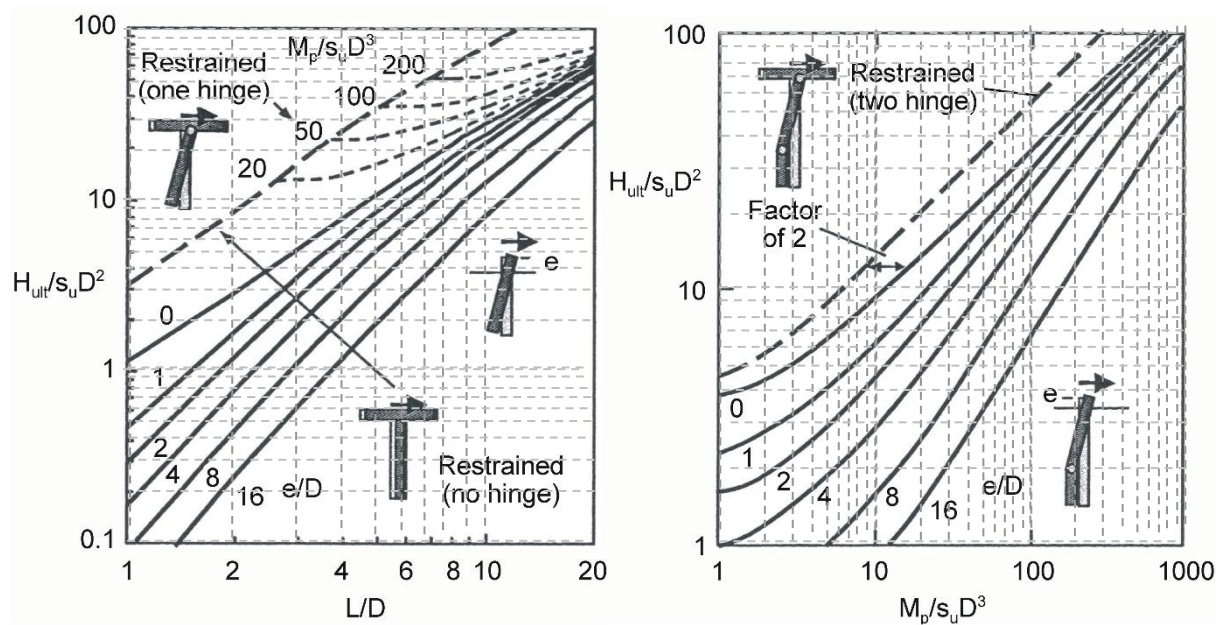 100
M_p/s_uD^3
Restrained
(one hinge)
200
100
50
20
10
H_ult/s_uD^2
e
0
1
1
2
4
8
16
e/D
Restrained
(no hinge)
0.1
1
2
4
6
8
10
20
L/D
100
Restrained
(two hinge)
H_ult/s_uD^2
Factor
of 2
10
e
0
1
2
4
8
16
e/D
1
1
10
100
1000
M_p/s_uD^3